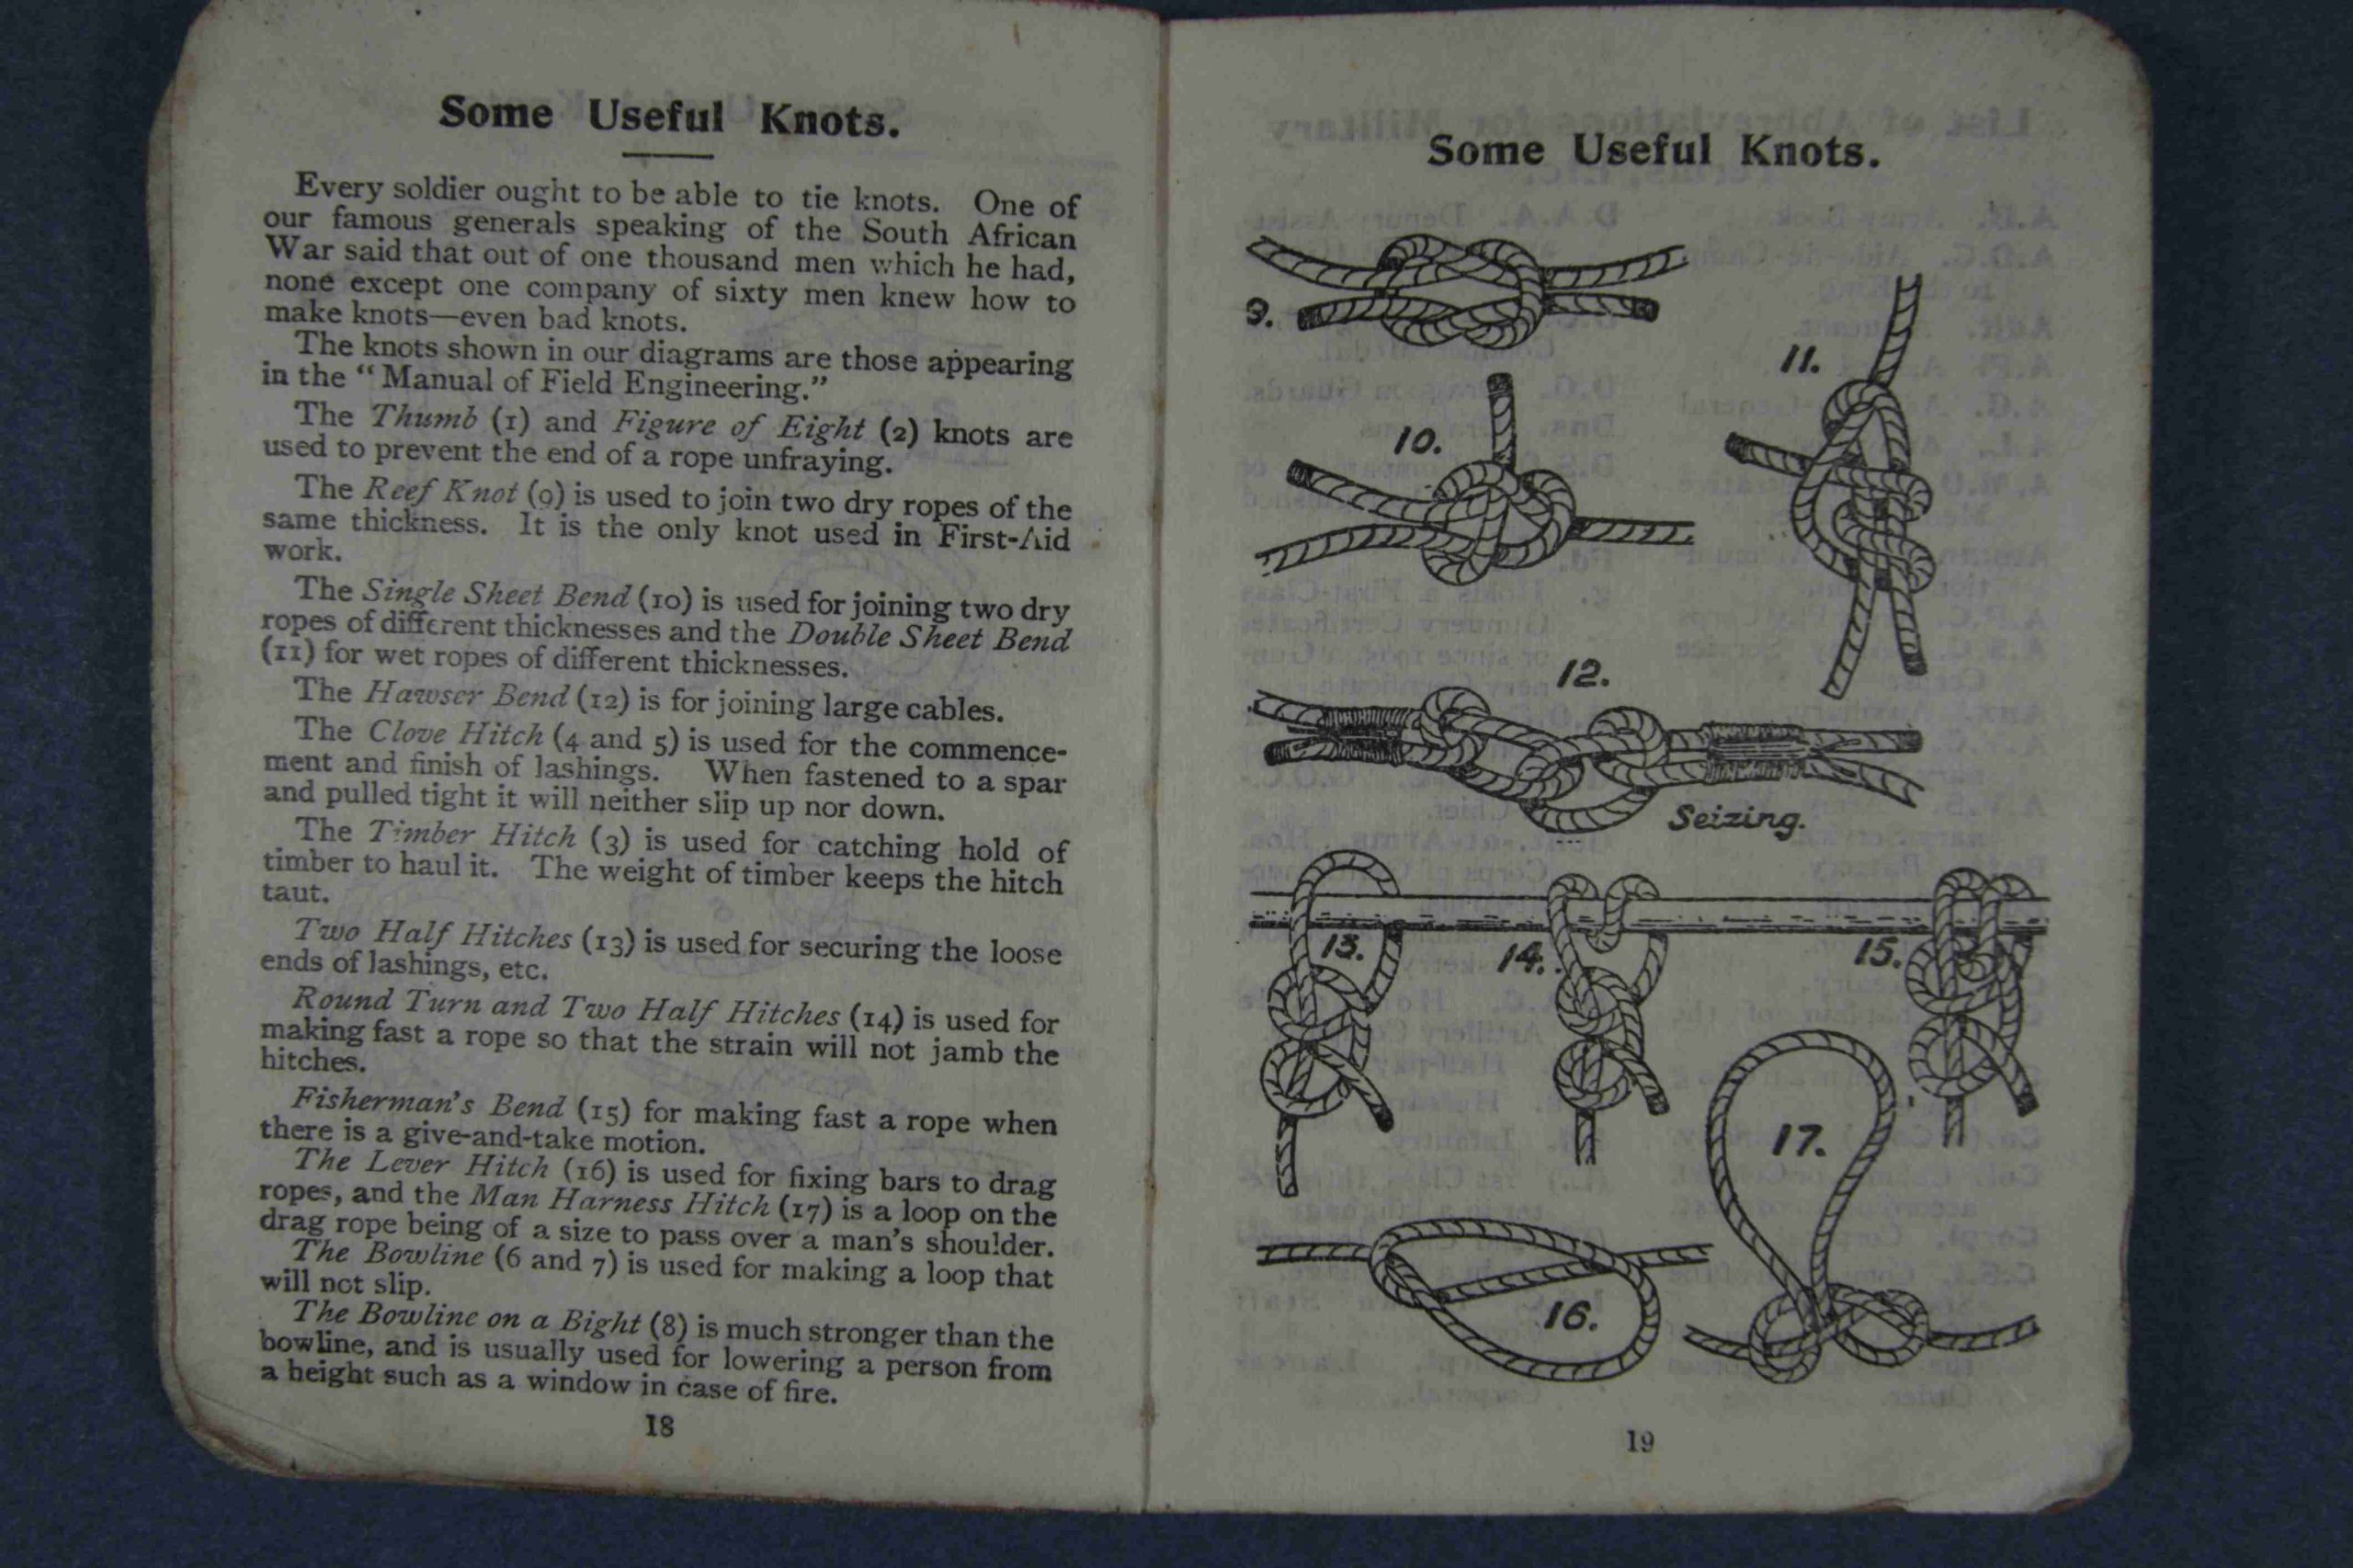 Some Useful Knots.
Every soldier ought to be able to tie knots. One of
our famous generals speaking of the South African
War said that out of one thousand men which he had,
none except one company of sixty men knew how to
make knots—even bad knots.
The knots shown in our diagrams are those appearing
in the "Manual of Field Engineering."
The Thumb (1) and Figure of Eight (2) knots are
used to prevent the end of a rope unfraying.
The Reef Knot (9) is used to join two dry ropes of the
same thickness. It is the only knot used in First-Aid
work.
The Single Sheet Bend (10) is used for joining two dry
ropes of different thicknesses and the Double Sheet Bend
(11) for wet ropes of different thicknesses.
The Hawser Bend (12) is for joining large cables.
The Clove Hitch (4 and 5) is used for the commence-
ment and finish of lashings. When fastened to a spar
and pulled tight it will neither slip up nor down.
The Timber Hitch (3) is used for catching hold of
timber to haul it. The weight of timber keeps the hitch
taut.
Two Half Hitches (13) is used for securing the loose
ends of lashings, etc.
Round Turn and Two Half Hitches (14) is used for
making fast a rope so that the strain will not jamb the
hitches.
Fisherman's Bend (15) for making fast a rope when
there is a give-and-take motion.
The Lever Hitch (16) is used for fixing bars to drag
ropes, and the Man Harness Hitch (17) is a loop on the
drag rope being of a size to pass over a man's shoulder.
The Bowline (6 and 7) is used for making a loop that
will not slip.
The Bowline on a Bight (8) is much stronger than the
bowline, and is usually used for lowering a person from
a height such as a window in case of fire.
18
Some Useful Knots.
9.
11.
10.
12.
Seizing.
13.
14.
15.
17.
16.
19